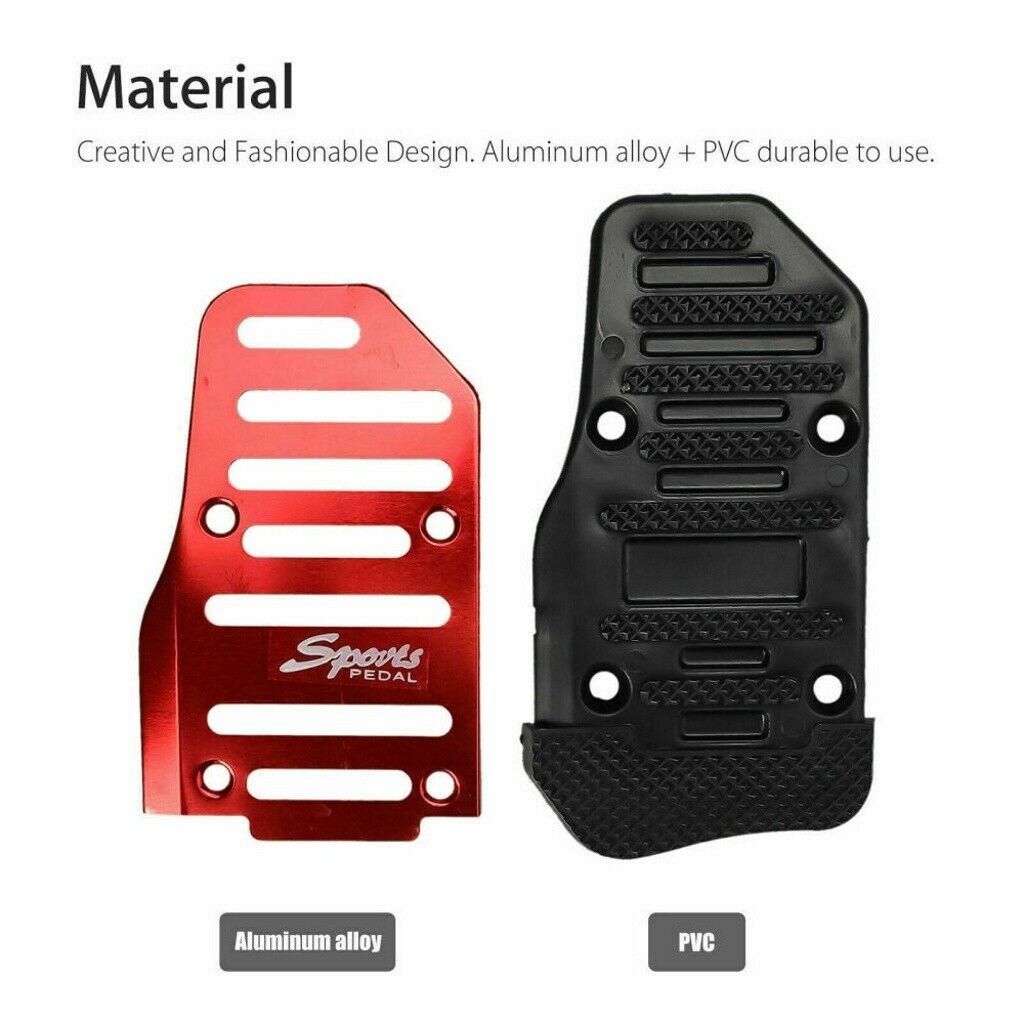 Material
Creative and Fashionable Design. Aluminum alloy + PVC durable to use.
Sports
PEDAL
Aluminum alloy
PVC